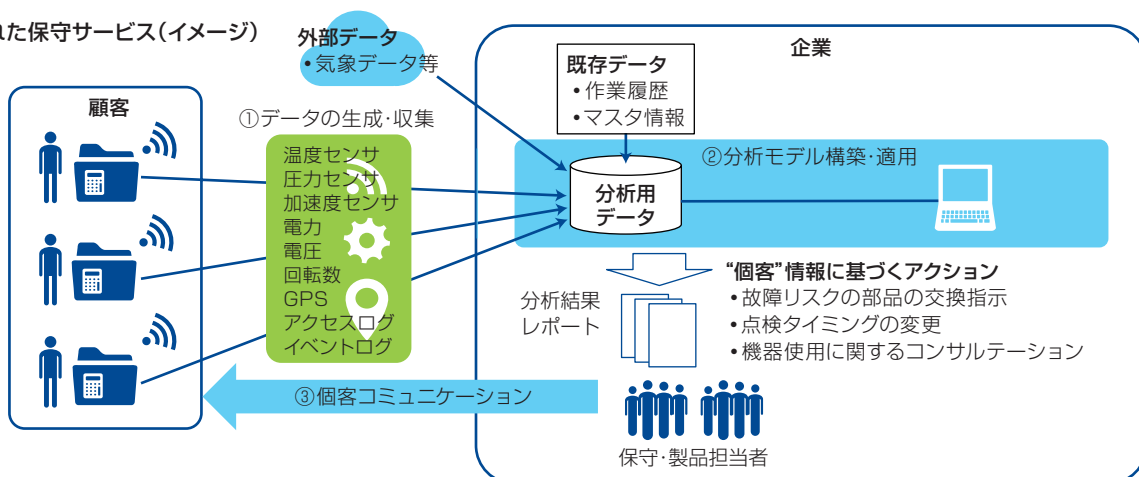 れた保守サービス(イメージ)
外部データ
•気象データ等
企業
既存データ
•作業履歴
•マスタ情報
顧客
①データの生成・収集
温度センサ
圧力センサ
加速度センサ
電力
電圧
回転数
GPS
アクセスログ
イベントログ
②分析モデル構築・適用
分析用
データ
分析結果
レポート
“個客”情報に基づくアクション
•故障リスクの部品の交換指示
•点検タイミングの変更
•機器使用に関するコンサルテーション
③個客コミュニケーション
保守・製品担当者